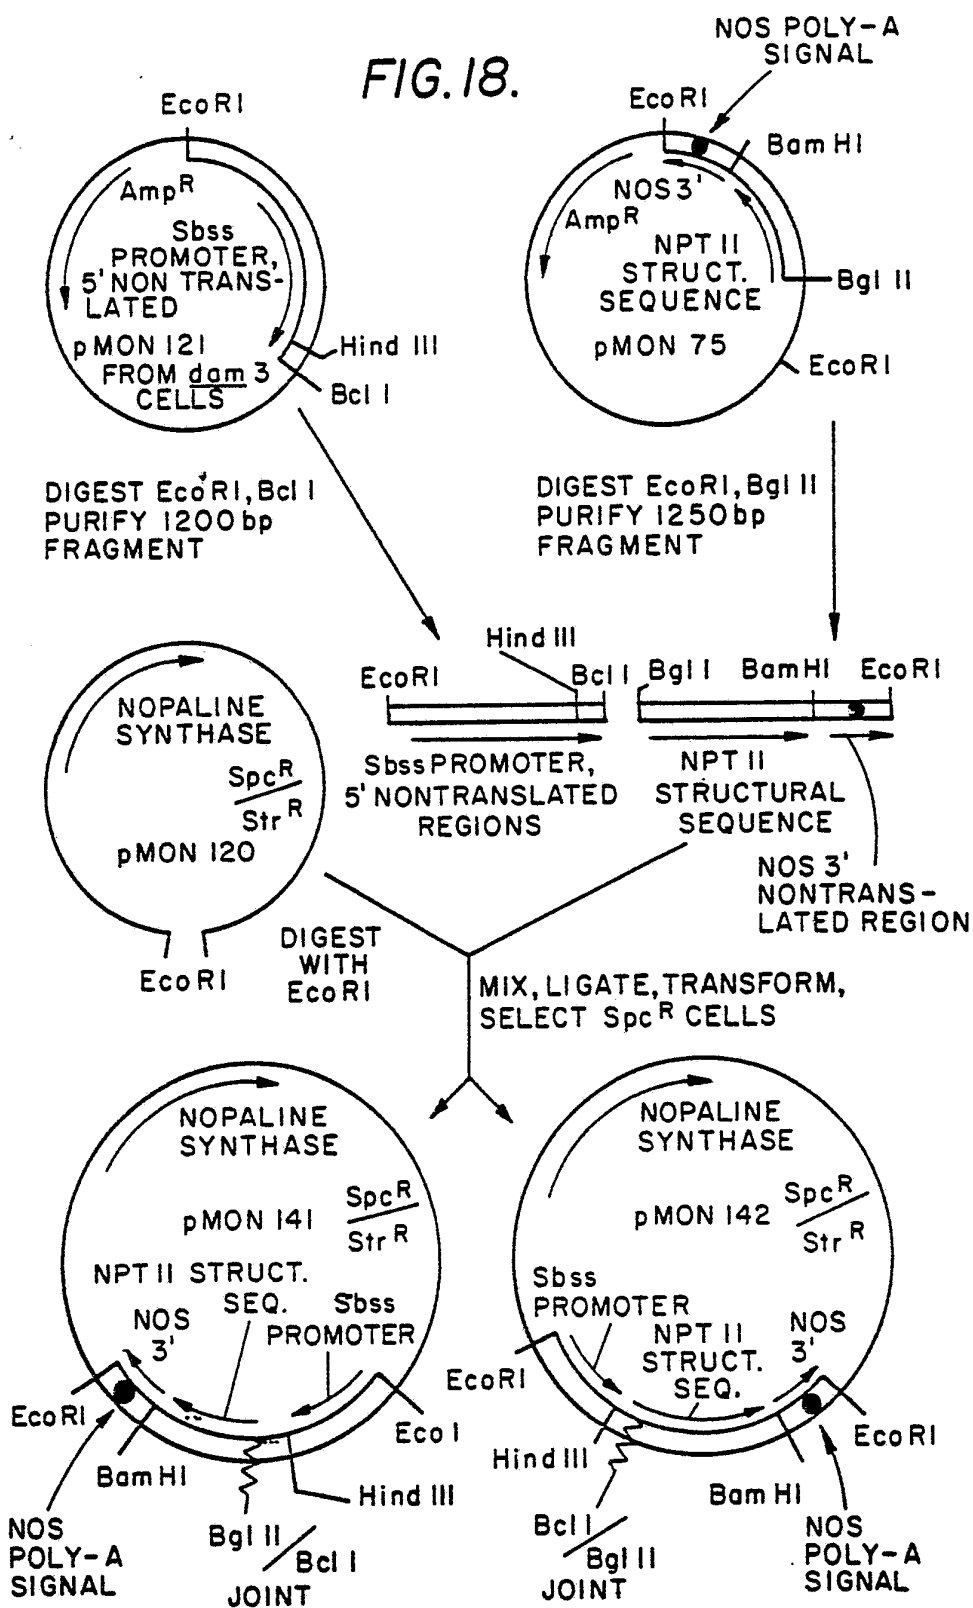 FIG. 18.
NOS POLY-A
SIGNAL
EcoRI
AmpR
Sbss
PROMOTER,
5' NON TRANS-
LATED
pMON 121
FROM dam 3
CELLS
Hind III
Bcl I
EcoRI
Bam HI
NOS 3'
AmpR
NPT II
STRUCT.
SEQUENCE
pMON 75
Bgl II
EcoRI
DIGEST EcoRI, Bcl I
PURIFY 1200 bp
FRAGMENT
DIGEST EcoRI, Bgl II
PURIFY 1250 bp
FRAGMENT
NOPALINE
SYNTHASE
SpcR
StrR
pMON 120
EcoRI
Hind III
EcoRI
Bcl I
Bgl I
BamHI
EcoRI
Sbss PROMOTER,
5' NONTRANSLATED
REGIONS
NPT II
STRUCTURAL
SEQUENCE
NOS 3'
NONTRANS-
LATED REGION
DIGEST
WITH
EcoRI
MIX, LIGATE, TRANSFORM,
SELECT SpcR CELLS
NOPALINE
SYNTHASE
pMON 141
SpcR
StrR
NPT II STRUCT.
SEQ.
Sbss
PROMOTER
NOS
3'
EcoRI
Eco I
BamHI
Hind III
Bgl II
Bcl I
JOINT
NOS
POLY-A
SIGNAL
NOPALINE
SYNTHASE
pMON 142
SpcR
StrR
Sbss
PROMOTER
NPT II
STRUCT.
SEQ.
NOS
3'
EcoRI
EcoRI
Hind III
Bam HI
Bcl I
Bgl II
JOINT
NOS
POLY-A
SIGNAL